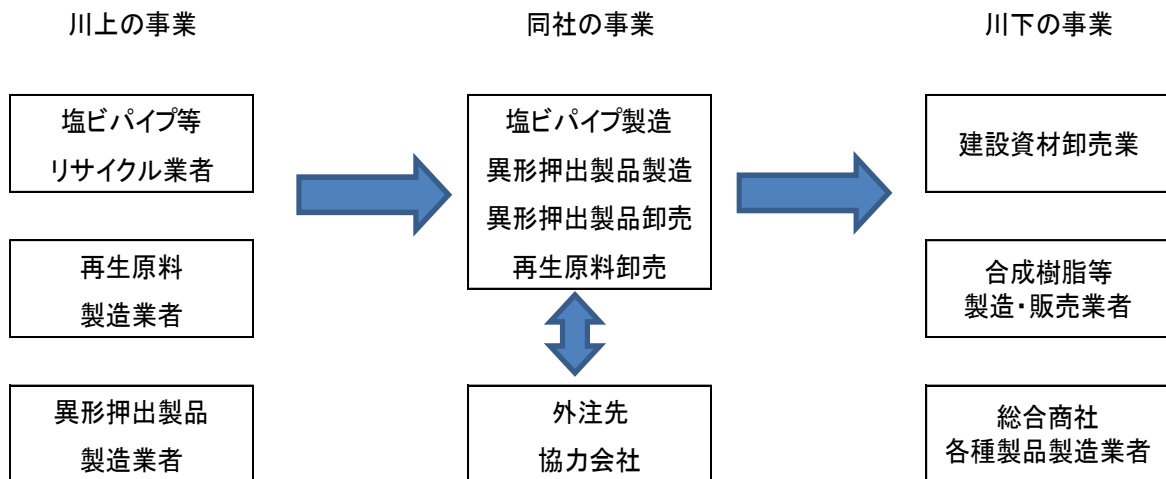 川上の事業
同社の事業
川下の事業
塩ビパイプ等
リサイクル業者
再生原料
製造業者
異形押出製品
製造業者
塩ビパイプ製造
異形押出製品製造
異形押出製品卸売
再生原料卸売
外注先
協力会社
建設資材卸売業
合成樹脂等
製造・販売業者
総合商社
各種製品製造業者